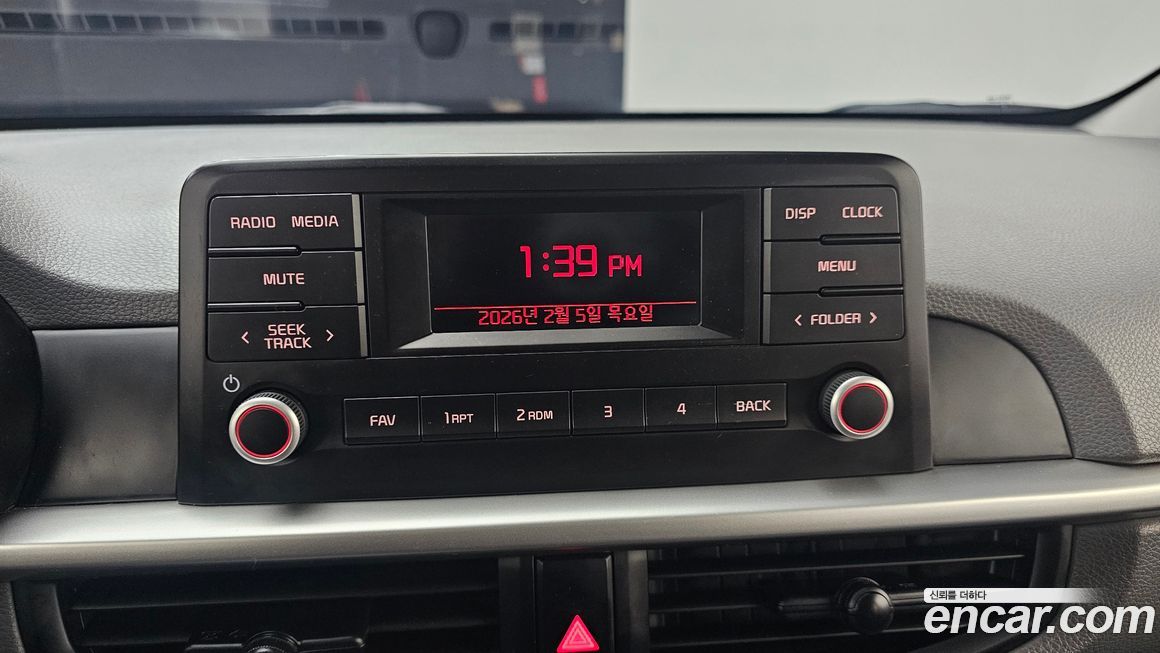 RADIO MEDIA
MUTE
< SEEK TRACK >
1:39 PM
2026년 2월 5일 목요일
DISP CLOCK
MENU
< FOLDER >
FAV
1 RPT
2 RDM
3
4
BACK
신뢰를 더하다
encar.com